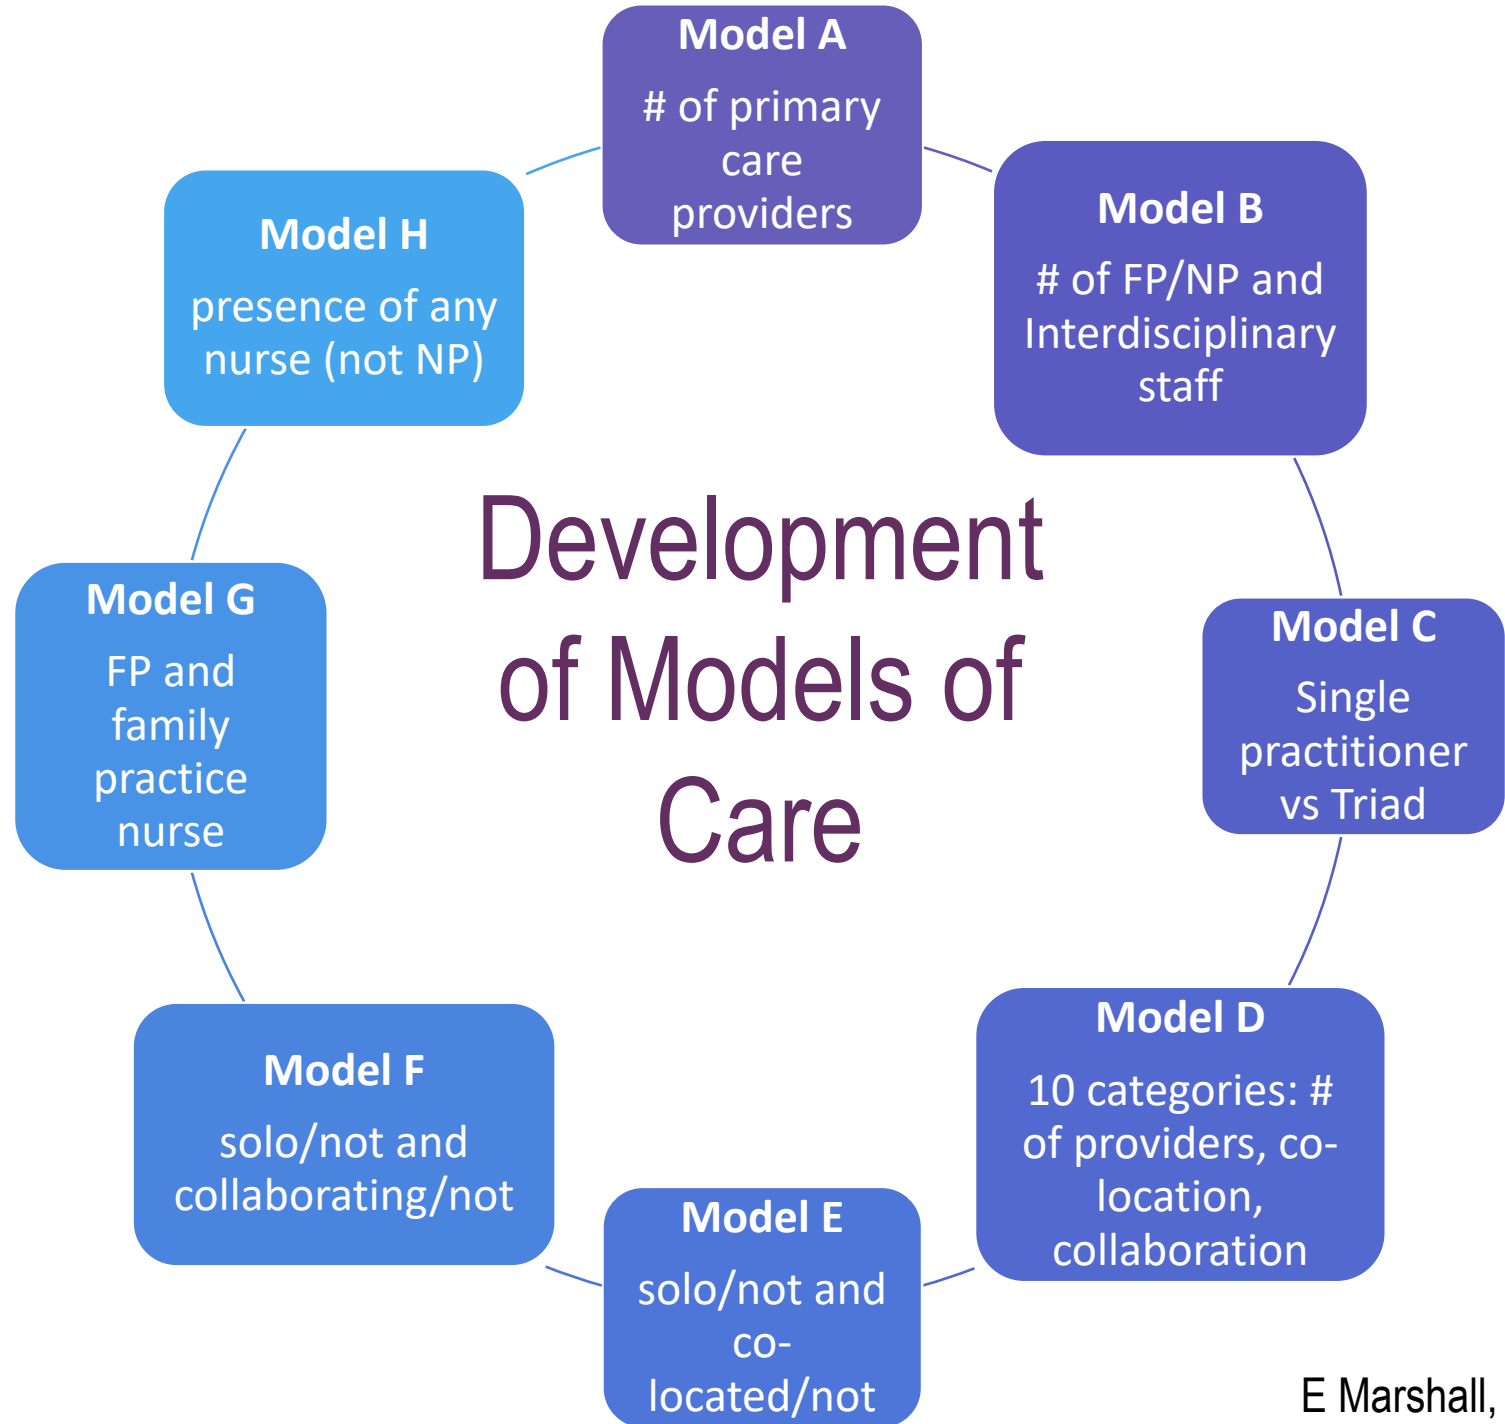 Model A
# of primary
care
providers
Model B
# of FP/NP and
Interdisciplinary
staff
Model C
Single
practitioner
vs Triad
Model D
10 categories: #
of providers, co-
location,
collaboration
Model E
solo/not and
co-
located/not
Model F
solo/not and
collaborating/not
Model G
FP and
family
practice
nurse
Model H
presence of any
nurse (not NP)
Development
of Models of
Care
E Marshall,